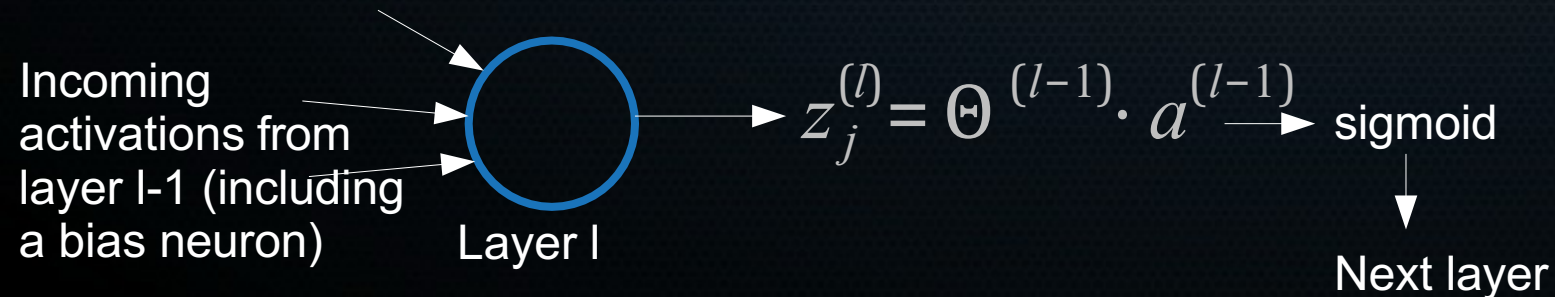 Incoming
activations from
layer l-1 (including
a bias neuron)
Layer l
z_j^(l) = Θ^(l-1) · a^(l-1)
sigmoid
Next layer